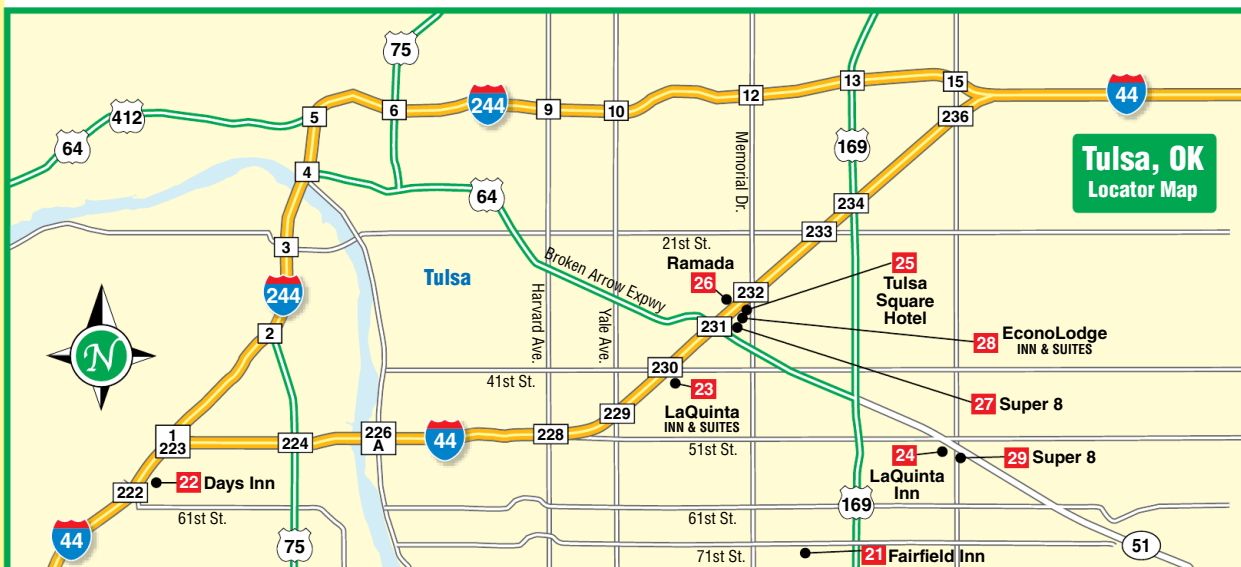 75
412
5
6
244
9
10
12
13
15
44
236
64
4
64
Memorial Dr.
169
Tulsa, OK
Locator Map
234
233
3
21st St.
Ramada
26
25
Tulsa
Square
Hotel
Tulsa
Broken Arrow Expwy
232
244
Harvard Ave.
Yale Ave.
231
28 EconoLodge
INN & SUITES
2
N
230
41st St.
23
LaQuinta
INN & SUITES
27 Super 8
229
1
223
224
226
A
44
228
51st St.
24
LaQuinta
Inn
29 Super 8
222
22 Days Inn
61st St.
61st St.
169
44
75
71st St.
21 Fairfield Inn
51